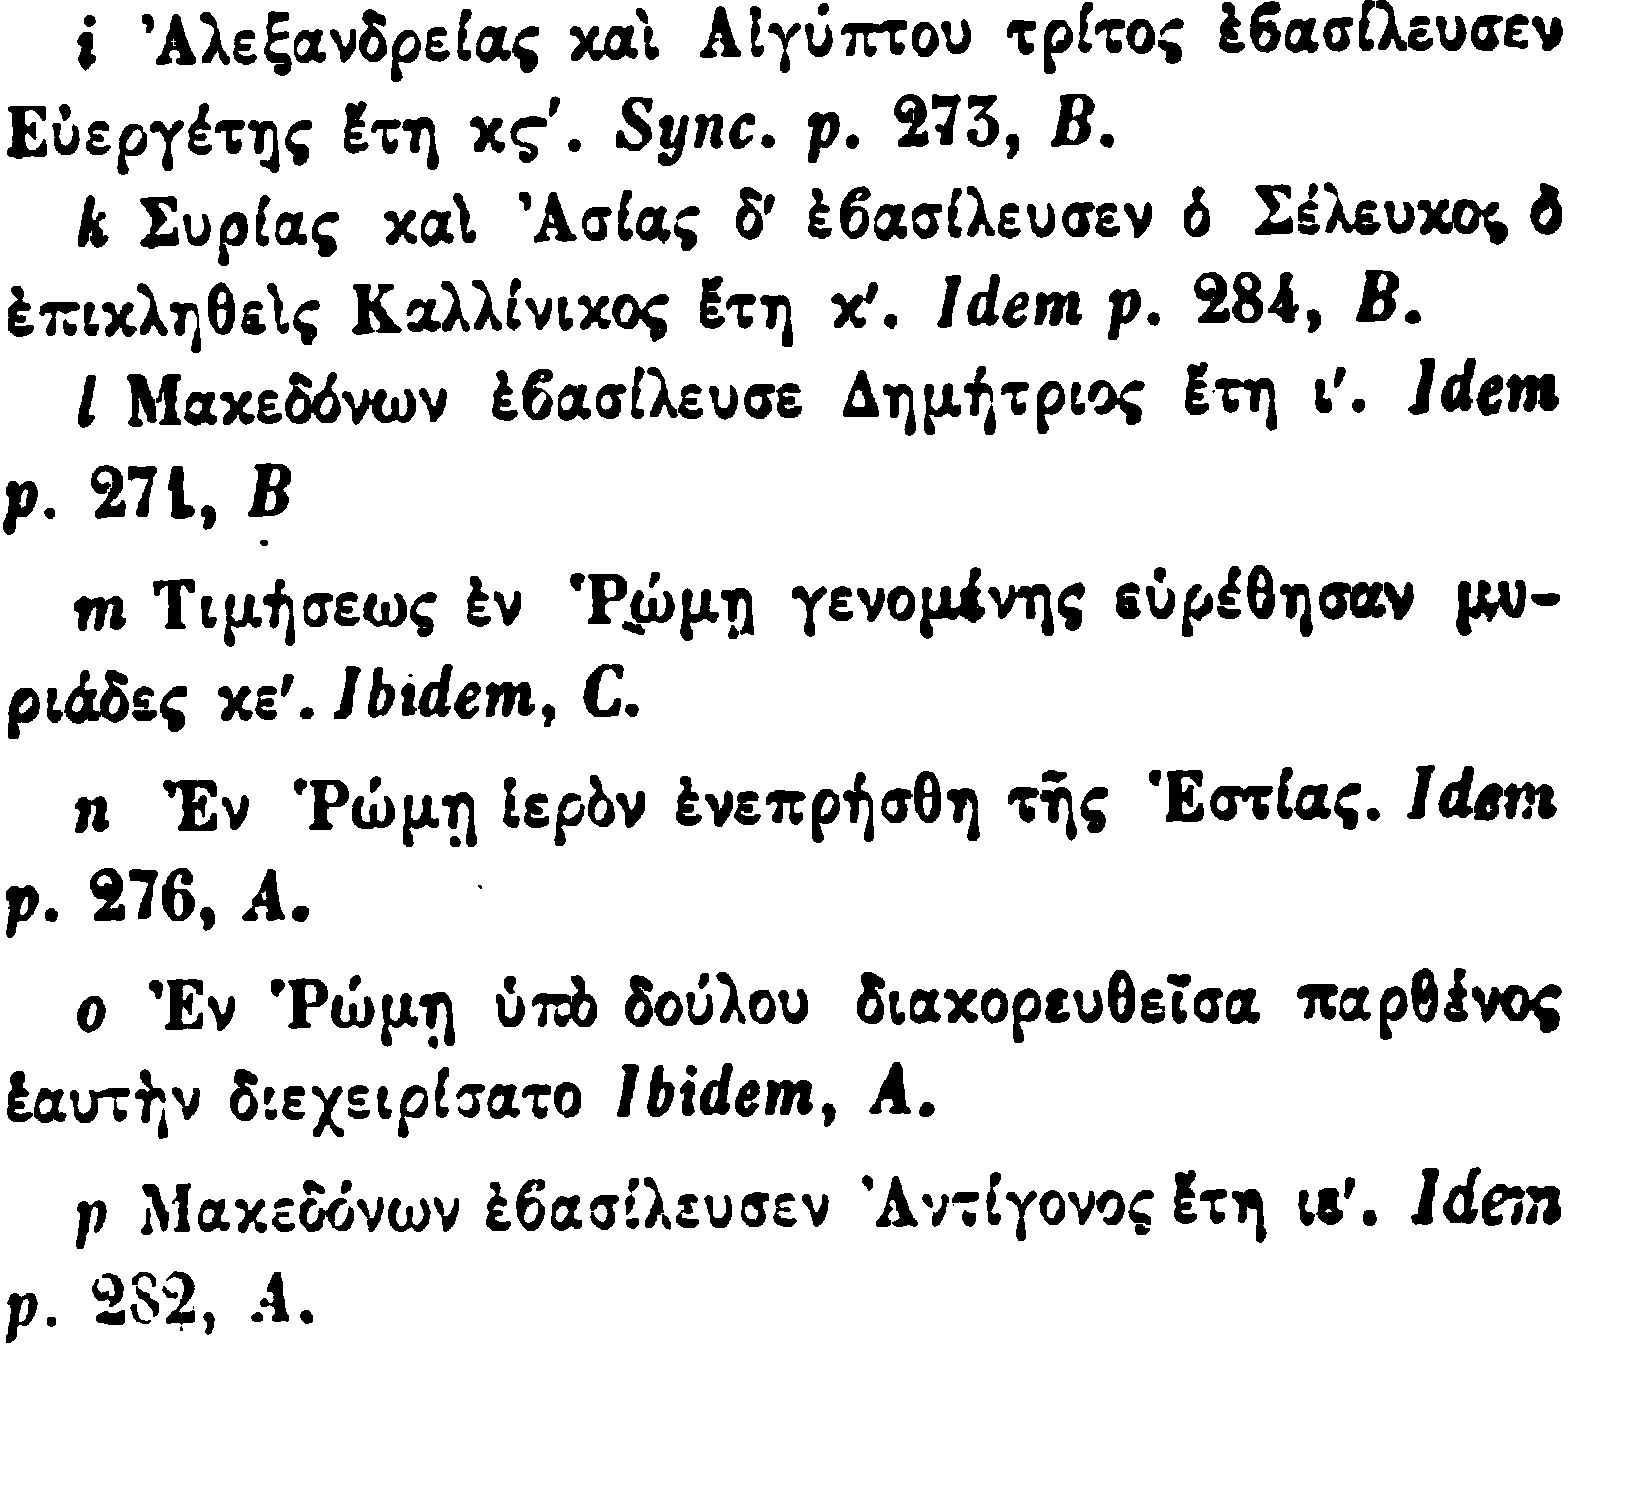 i Ἀλεξανδρείας καὶ Αἰγύπτου τρίτος ἐϐασίλευσεν
Εὐεργέτης ἔτη κς′. Sync. p. 273, B.
k Συρίας καὶ Ἀσίας δ′ ἐϐασίλευσεν ὁ Σέλευκος ὁ
ἐπικληθεὶς Καλλίνικος ἔτη κ′. Idem p. 284, B.
l Μακεδόνων ἐϐασίλευσε Δημήτριος ἔτη ι′. Idem
p. 271, B
m Τιμήσεως ἐν Ῥώμῃ γενομένης εὑρέθησαν μυ-
ριάδες κε′. Ibidem, C.
n Ἐν Ῥώμῃ ἱερὸν ἐνεπρήσθη τῆς Ἑστίας. Idem
p. 276, A.
o Ἐν Ῥώμῃ ὑπὸ δούλου διακορευθεῖσα παρθένος
ἑαυτὴν διεχειρίσατο Ibidem, A.
p Μακεδόνων ἐϐασίλευσεν Ἀντίγονος ἔτη ιε′. Idem
p. 282, A.